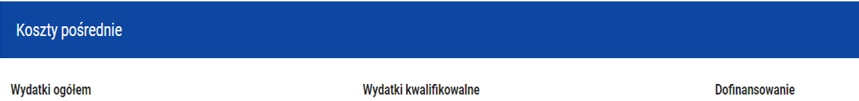 Koszty pośrednie
Wydatki ogółem Wydatki kwalifikowalne Dofinansowanie